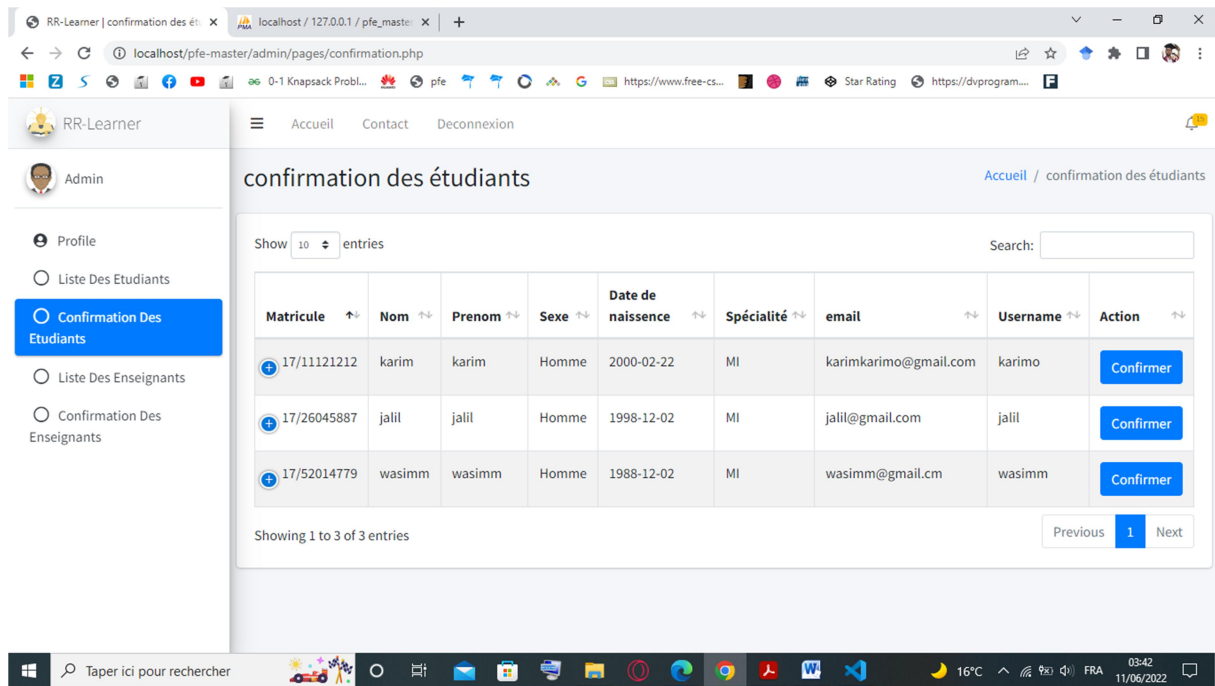 RR-Learner | confirmation des ét
localhost / 127.0.0.1 / pfe_master
localhost/pfe-master/admin/pages/confirmation.php
0-1 Knapsack Probl...
pfe
https://www.free-cs...
Star Rating
https://dvprogram....
RR-Learner
Accueil Contact Deconnexion
Admin
confirmation des étudiants
Accueil / confirmation des étudiants
Profile
Liste Des Etudiants
Confirmation Des
Etudiants
Liste Des Enseignants
Confirmation Des
Enseignants
Show 10 entries
Search:
Matricule Nom Prenom Sexe Date de naissence Spécialité email Username Action
17/11121212 karim karim Homme 2000-02-22 MI karimkarimo@gmail.com karimo Confirmer
17/26045887 jalil jalil Homme 1998-12-02 MI jalil@gmail.com jalil Confirmer
17/52014779 wasimm wasimm Homme 1988-12-02 MI wasimm@gmail.cm wasimm Confirmer
Showing 1 to 3 of 3 entries
Previous 1 Next
Taper ici pour rechercher
16°C
FRA
03:42
11/06/2022